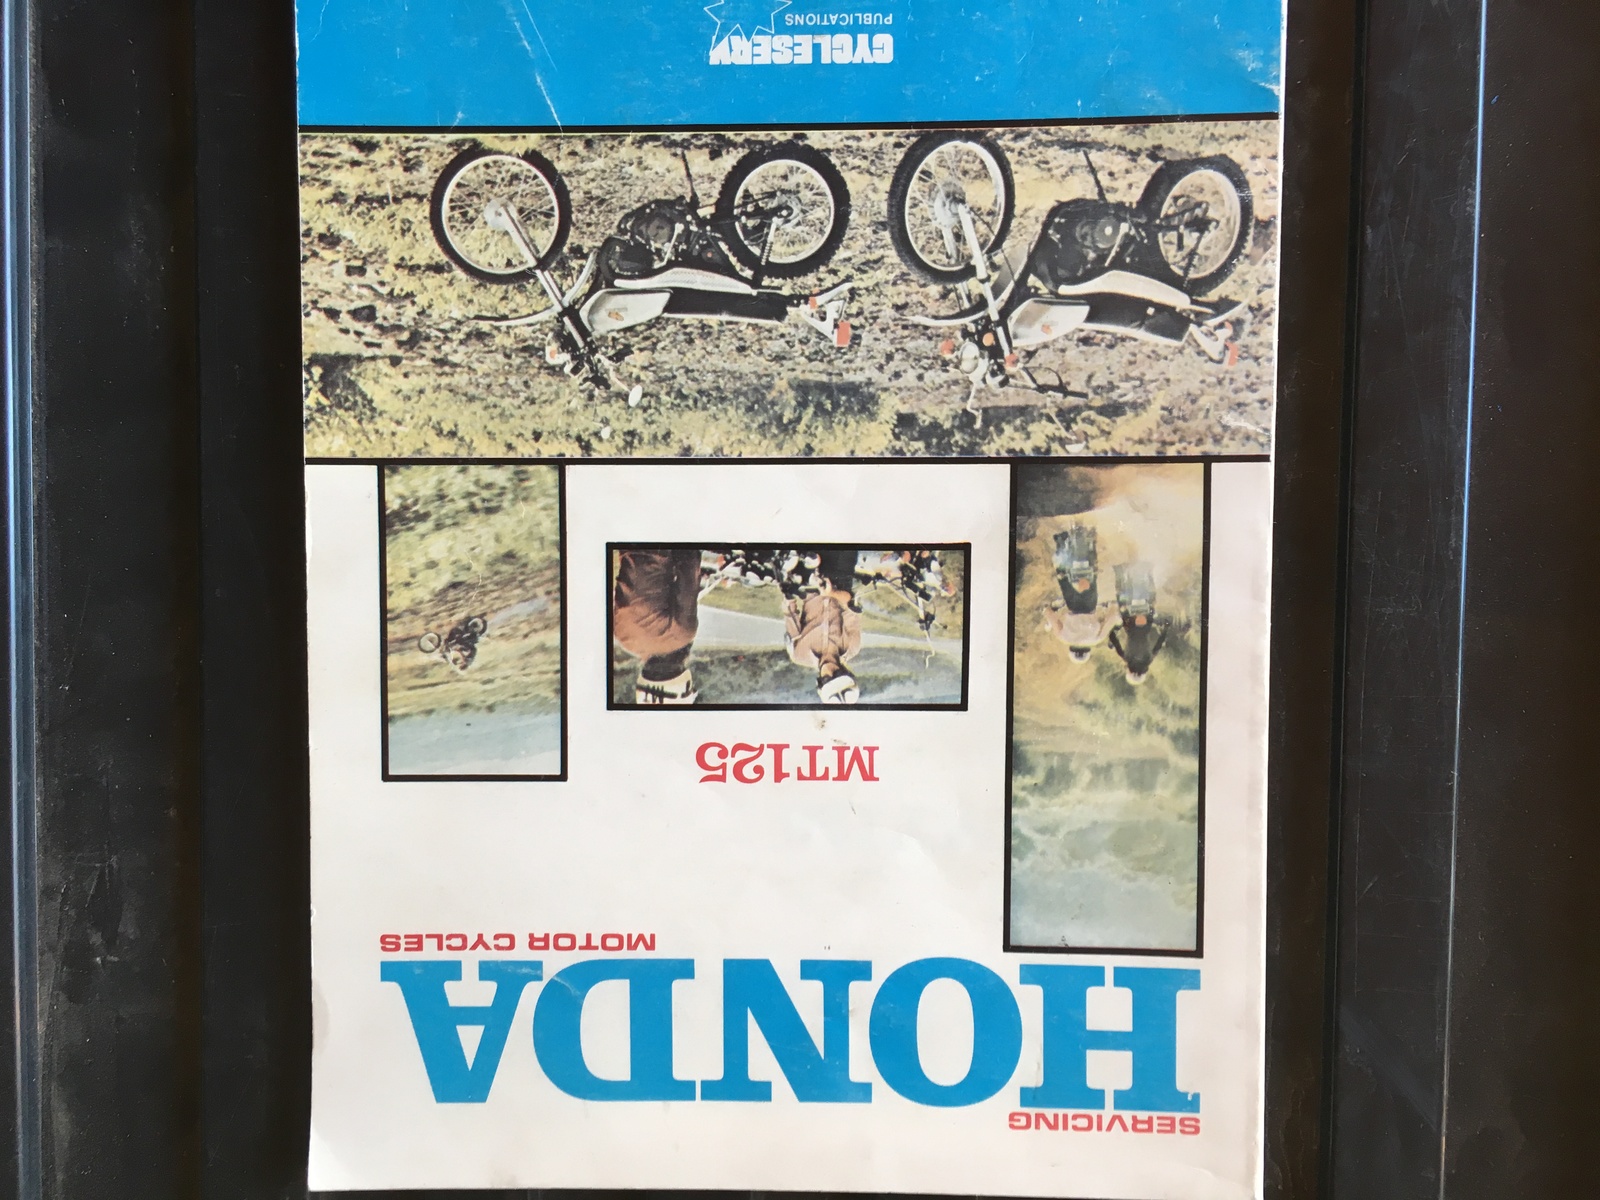 SERVICING
HONDA
MOTOR CYCLES
MT125
CYCLESERV
PUBLICATIONS